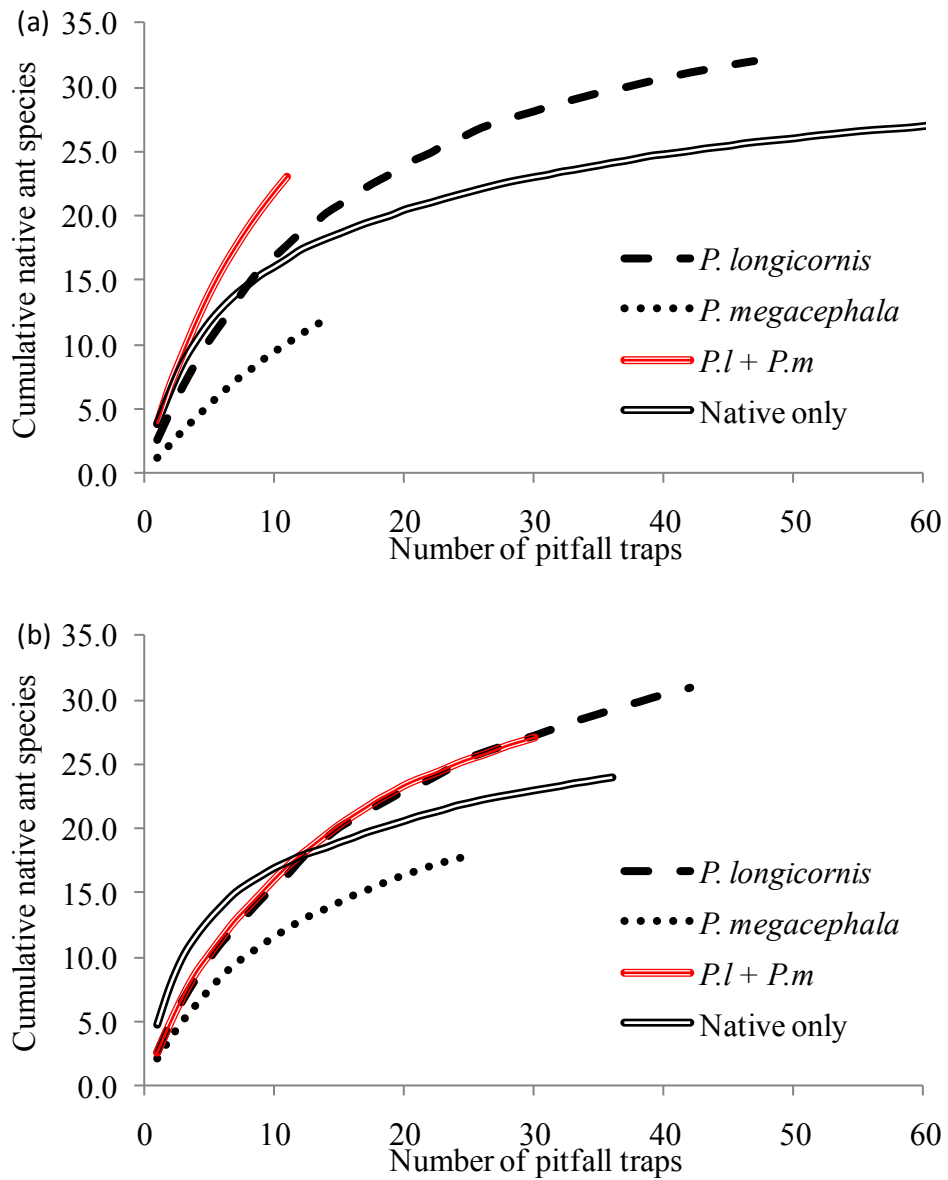 (a)
35.0
30.0
25.0
20.0
15.0
10.0
5.0
0.0
Cumulative native ant species
P. longicornis
P. megacephala
P.l + P.m
Native only
0 10 20 30 40 50 60
Number of pitfall traps
(b)
35.0
30.0
25.0
20.0
15.0
10.0
5.0
0.0
Cumulative native ant species
P. longicornis
P. megacephala
P.l + P.m
Native only
0 10 20 30 40 50 60
Number of pitfall traps